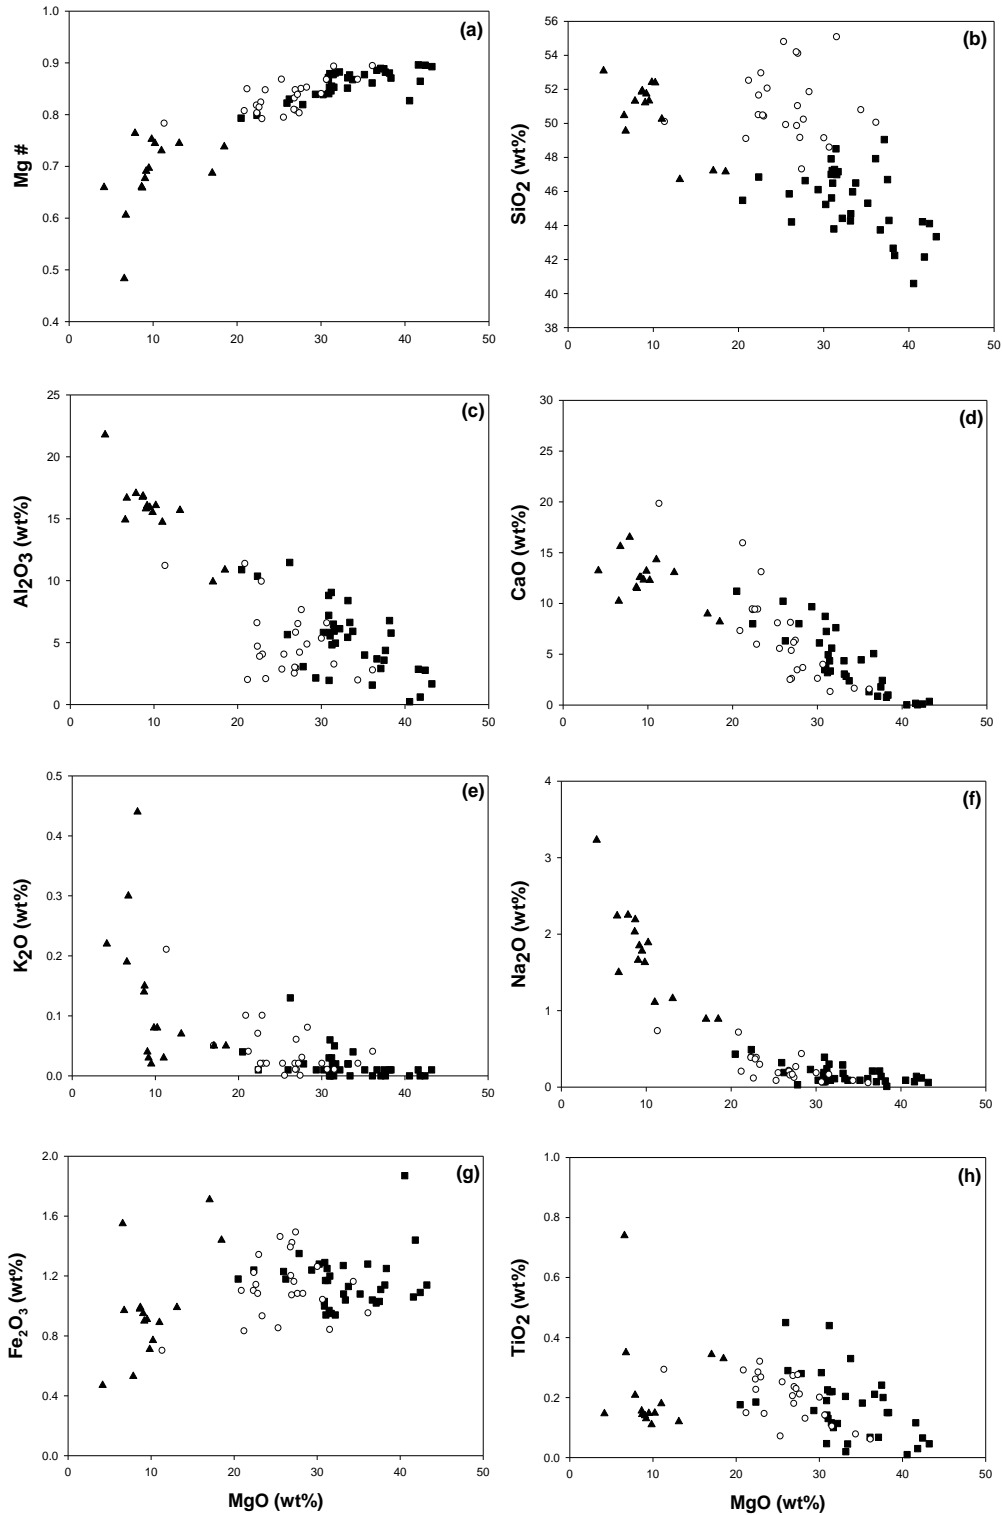 (a)
1.0
0.9
0.8
0.7
0.6
0.5
0.4
Mg #
0 10 20 30 40 50
(b)
56
54
52
50
48
46
44
42
40
38
SiO2 (wt%)
0 10 20 30 40 50
(c)
25
20
15
10
5
0
Al2O3 (wt%)
0 10 20 30 40 50
(d)
30
25
20
15
10
5
0
CaO (wt%)
0 10 20 30 40 50
(e)
0.5
0.4
0.3
0.2
0.1
0.0
K2O (wt%)
0 10 20 30 40 50
(f)
4
3
2
1
0
Na2O (wt%)
0 10 20 30 40 50
(g)
2.0
1.6
1.2
0.8
0.4
0.0
Fe2O3 (wt%)
0 10 20 30 40 50
MgO (wt%)
(h)
1.0
0.8
0.6
0.4
0.2
0.0
TiO2 (wt%)
0 10 20 30 40 50
MgO (wt%)